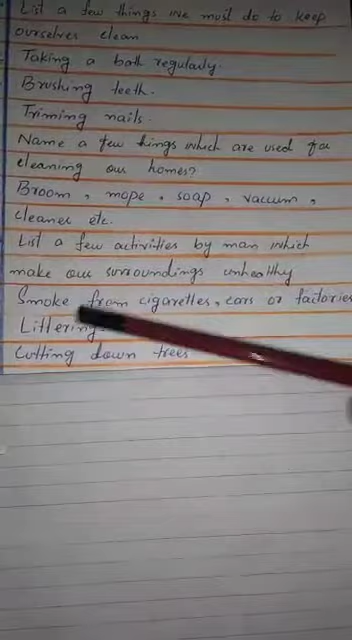 List a few things we must do to keep
ourselves clean
Taking a bath regularly.
Brushing teeth.
Triming nails.
Name a few things which are used for
cleaning our homes?
Broom, mope, soap, vaccum,
cleaner etc.
List a few activities by man which
make our surroundings unhealthy
Smoke from cigarettes, cars or factories
Littering
Cutting down trees